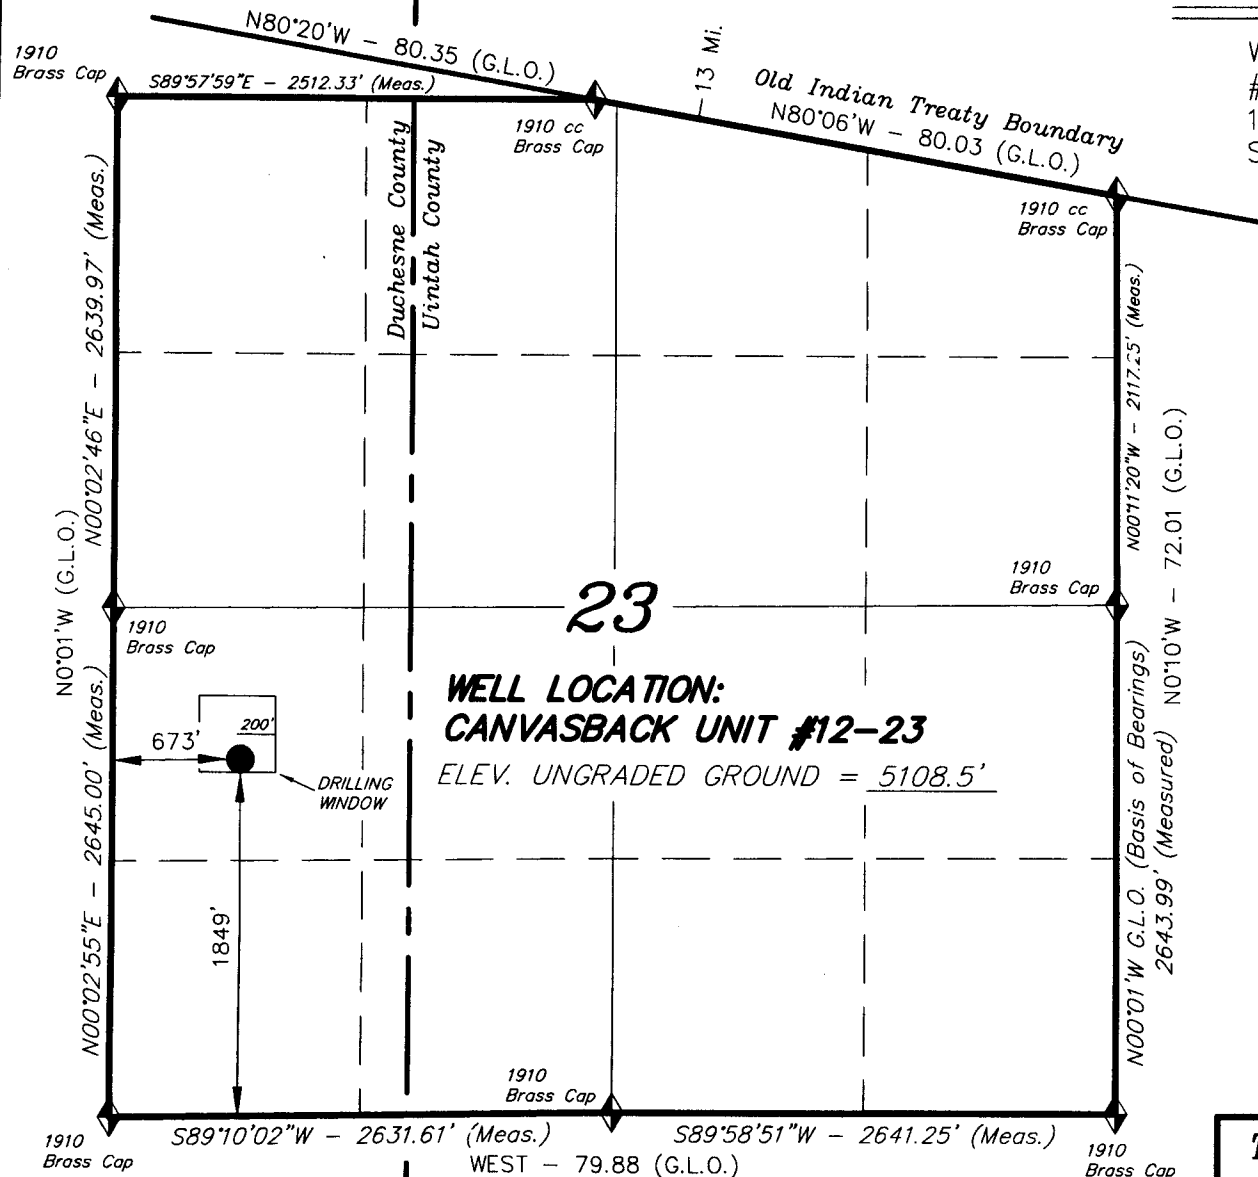 N80°20'W - 80.35 (G.L.O.)
1910
Brass Cap
S89°57'59"E - 2512.33' (Meas.)
13 Mi.
Old Indian Treaty Boundary
N80°06'W - 80.03 (G.L.O.)
1910 cc
Brass Cap
1910 cc
Brass Cap
Duchesne County
Uintah County
N00°02'46"E - 2639.97' (Meas.)
N00°11'20"W - 2117.25' (Meas.)
N0°10'W - 72.01 (G.L.O.)
N0°01'W (G.L.O.)
1910
Brass Cap
1910
Brass Cap
23
WELL LOCATION:
CANVASBACK UNIT #12-23
ELEV. UNGRADED GROUND = 5108.5'
200'
673'
DRILLING
WINDOW
1849'
N00°02'55"E - 2645.00' (Meas.)
N00°01'W G.L.O. (Basis of Bearings)
2643.99' (Measured)
1910
Brass Cap
1910
Brass Cap
S89°10'02"W - 2631.61' (Meas.)
S89°58'51"W - 2641.25' (Meas.)
WEST - 79.88 (G.L.O.)
1910
Brass Cap